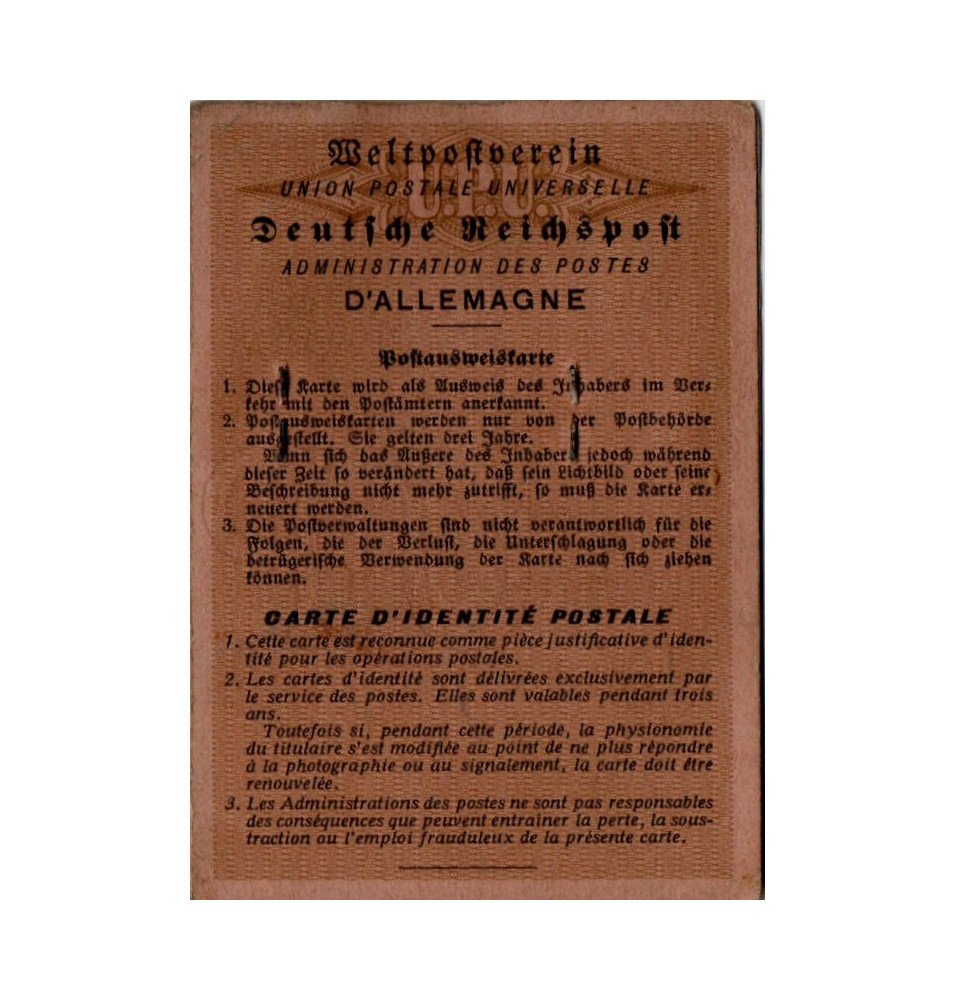 Weltpostverein
U.P.U.
UNION POSTALE UNIVERSELLE
Deutsche Reichspost
ADMINISTRATION DES POSTES
D'ALLEMAGNE
Postausweiskarte
1. Diese Karte wird als Ausweis des Inhabers im Ver-
kehr mit den Postämtern anerkannt.
2. Postausweiskarten werden nur von der Postbehörde
ausgestellt. Sie gelten drei Jahre.
Wenn sich das Äußere des Inhabers jedoch während
dieser Zeit so verändert hat, daß sein Lichtbild oder seine
Beschreibung nicht mehr zutrifft, so muß die Karte er-
neuert werden.
3. Die Postverwaltungen sind nicht verantwortlich für die
Folgen, die der Verlust, die Unterschlagung oder die
betrügerische Verwendung der Karte nach sich ziehen
können.
CARTE D'IDENTITÉ POSTALE
1. Cette carte est reconnue comme pièce justificative d'iden-
tité pour les opérations postales.
2. Les cartes d'identité sont délivrées exclusivement par
le service des postes. Elles sont valables pendant trois
ans.
Toutefois si, pendant cette période, la physionomie
du titulaire s'est modifiée au point de ne plus répondre
à la photographie ou au signalement, la carte doit être
renouvelée.
3. Les Administrations des postes ne sont pas responsables
des conséquences que peuvent entraîner la perte, la sous-
traction ou l'emploi frauduleux de la présente carte.